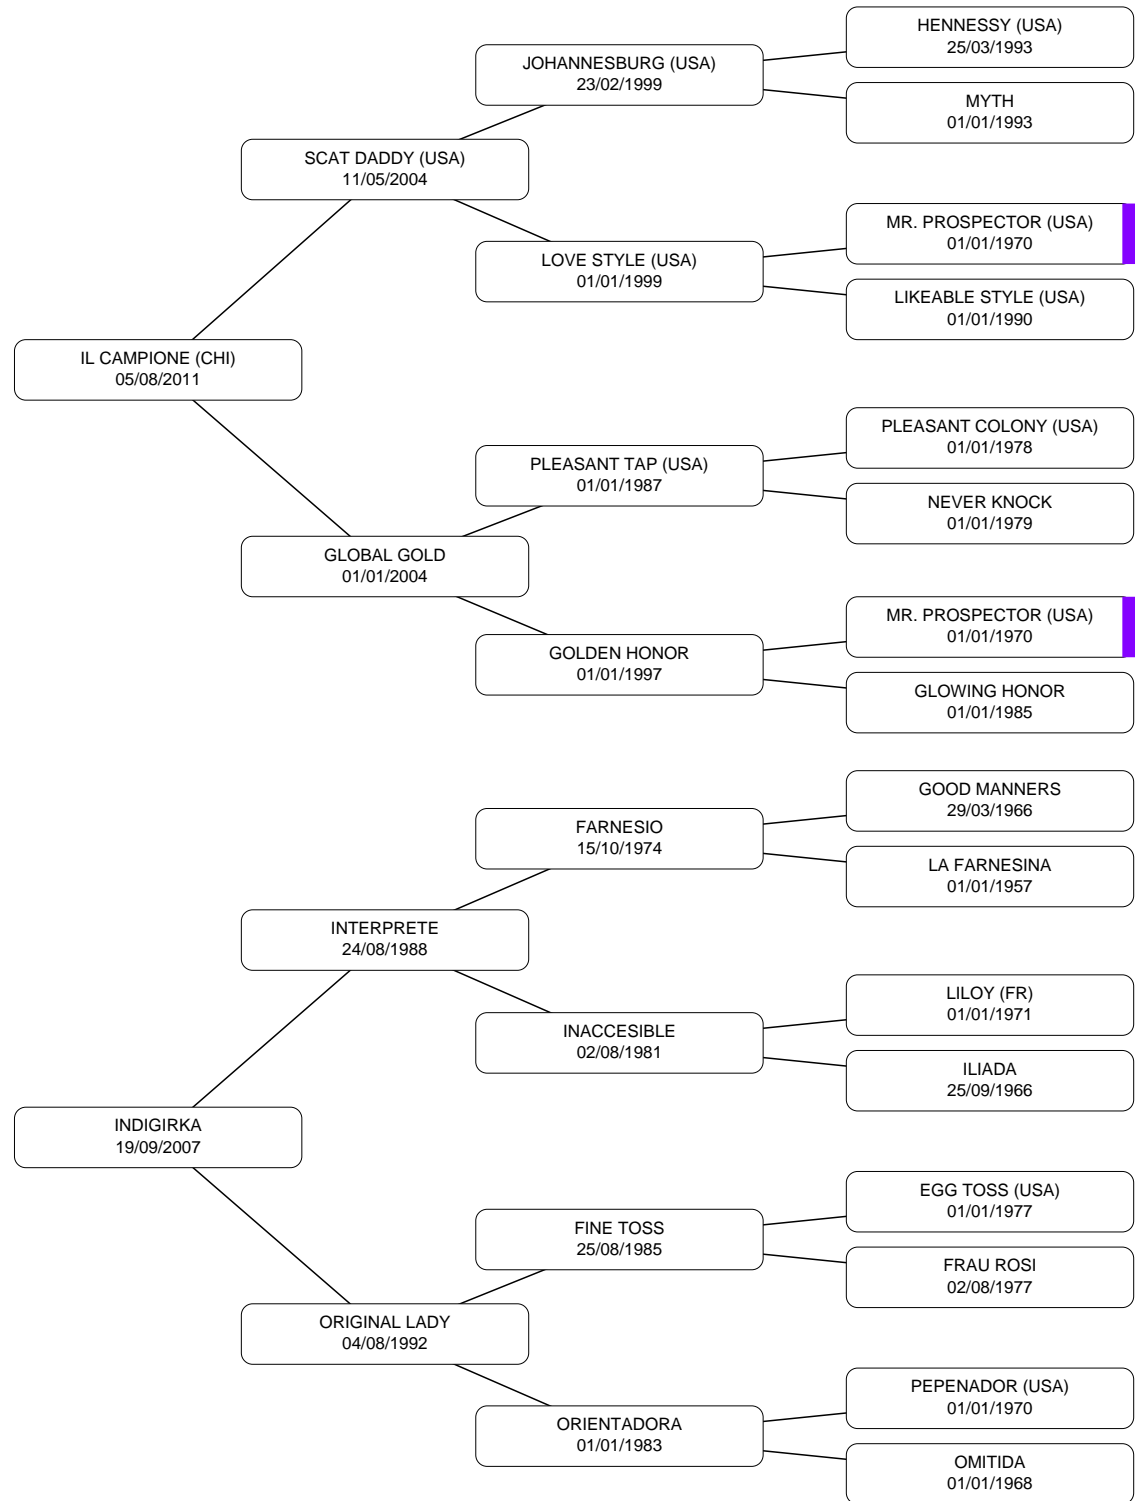 HENNESSY (USA)
25/03/1993
JOHANNESBURG (USA)
23/02/1999
MYTH
01/01/1993
SCAT DADDY (USA)
11/05/2004
MR. PROSPECTOR (USA)
01/01/1970
LOVE STYLE (USA)
01/01/1999
LIKEABLE STYLE (USA)
01/01/1990
IL CAMPIONE (CHI)
05/08/2011
PLEASANT COLONY (USA)
01/01/1978
PLEASANT TAP (USA)
01/01/1987
NEVER KNOCK
01/01/1979
GLOBAL GOLD
01/01/2004
MR. PROSPECTOR (USA)
01/01/1970
GOLDEN HONOR
01/01/1997
GLOWING HONOR
01/01/1985
GOOD MANNERS
29/03/1966
FARNESIO
15/10/1974
LA FARNESINA
01/01/1957
INTERPRETE
24/08/1988
LILOY (FR)
01/01/1971
INACCESIBLE
02/08/1981
ILIADA
25/09/1966
INDIGIRKA
19/09/2007
EGG TOSS (USA)
01/01/1977
FINE TOSS
25/08/1985
FRAU ROSI
02/08/1977
ORIGINAL LADY
04/08/1992
PEPENADOR (USA)
01/01/1970
ORIENTADORA
01/01/1983
OMITIDA
01/01/1968